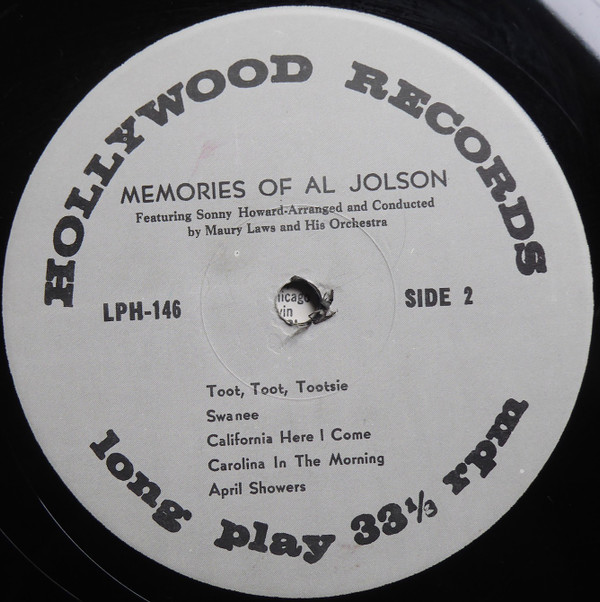 HOLLYWOOD RECORDS
MEMORIES OF AL JOLSON
Featuring Sonny Howard-Arranged and Conducted
by Maury Laws and His Orchestra
LPH-146
SIDE 2
Toot, Toot, Tootsie
Swanee
California Here I Come
Carolina In The Morning
April Showers
long play 33⅓ rpm